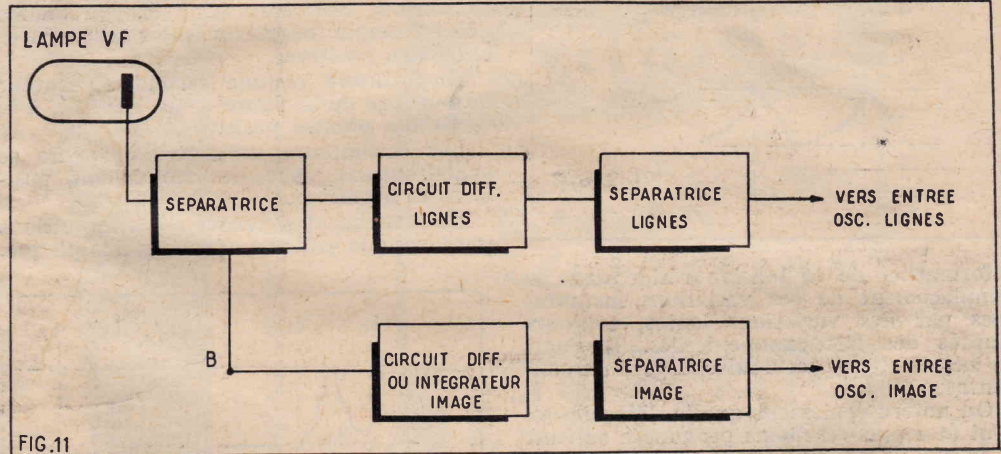 LAMPE VF
SEPARATRICE
CIRCUIT DIFF.
LIGNES
SEPARATRICE
LIGNES
VERS ENTREE
OSC. LIGNES
B
CIRCUIT DIFF.
OU INTEGRATEUR
IMAGE
SEPARATRICE
IMAGE
VERS ENTREE
OSC. IMAGE
FIG.11